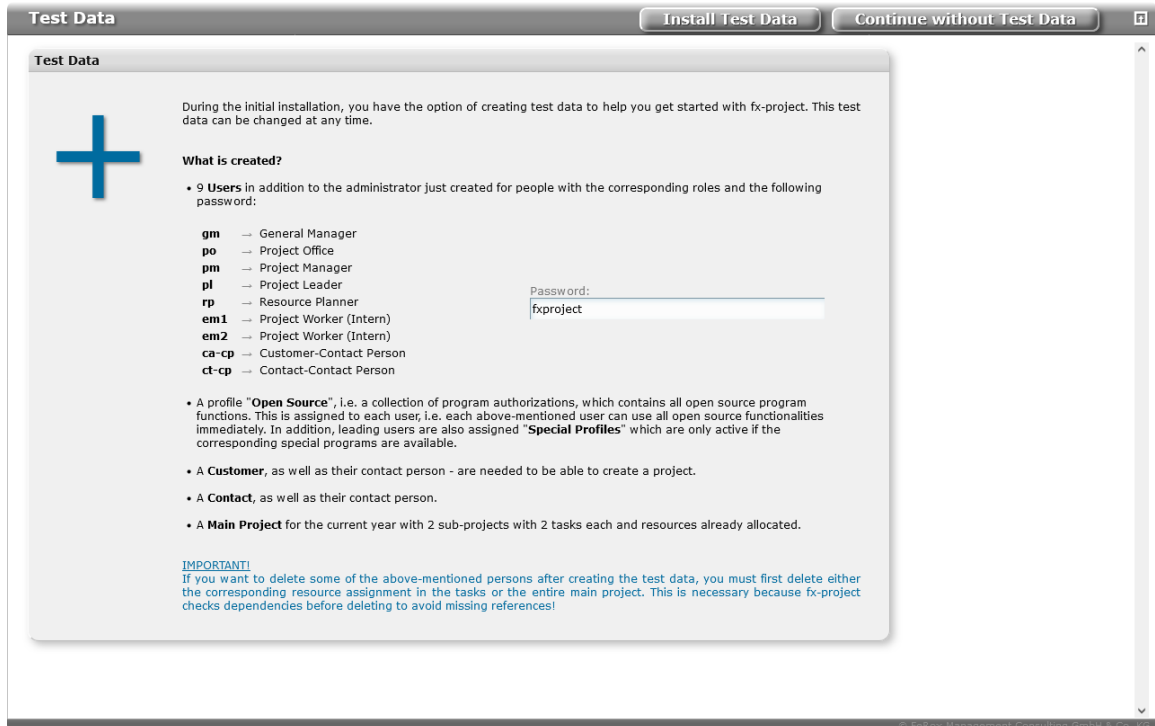 Test Data
Install Test Data
Continue without Test Data
Test Data
During the initial installation, you have the option of creating test data to help you get started with fx-project. This test
data can be changed at any time.
What is created?
• 9 Users in addition to the administrator just created for people with the corresponding roles and the following
password:
gm → General Manager
po → Project Office
pm → Project Manager
pl → Project Leader
rp → Resource Planner
em1 → Project Worker (Intern)
em2 → Project Worker (Intern)
ca-cp → Customer-Contact Person
ct-cp → Contact-Contact Person
Password:
fxproject
• A profile "Open Source", i.e. a collection of program authorizations, which contains all open source program
functions. This is assigned to each user, i.e. each above-mentioned user can use all open source functionalities
immediately. In addition, leading users are also assigned "Special Profiles" which are only active if the
corresponding special programs are available.
• A Customer, as well as their contact person - are needed to be able to create a project.
• A Contact, as well as their contact person.
• A Main Project for the current year with 2 sub-projects with 2 tasks each and resources already allocated.
IMPORTANT!
If you want to delete some of the above-mentioned persons after creating the test data, you must first delete either
the corresponding resource assignment in the tasks or the entire main project. This is necessary because fx-project
checks dependencies before deleting to avoid missing references!
Management Consulting GmbH & Co. KG